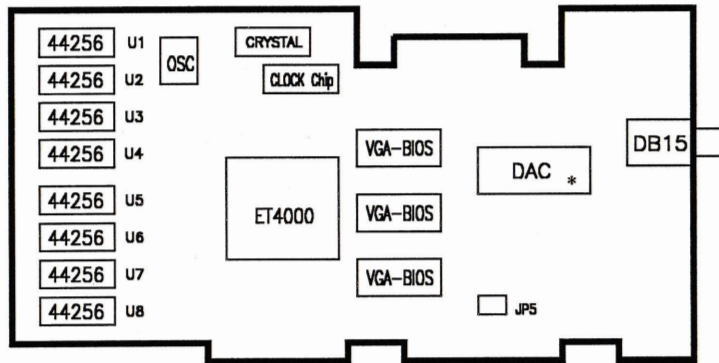 44256 U1
OSC
CRYSTAL
44256 U2
CLOCK Chip
44256 U3
44256 U4
VGA-BIOS
DB15
DAC *
44256 U5
ET4000
VGA-BIOS
44256 U6
44256 U7
VGA-BIOS
44256 U8
JP5